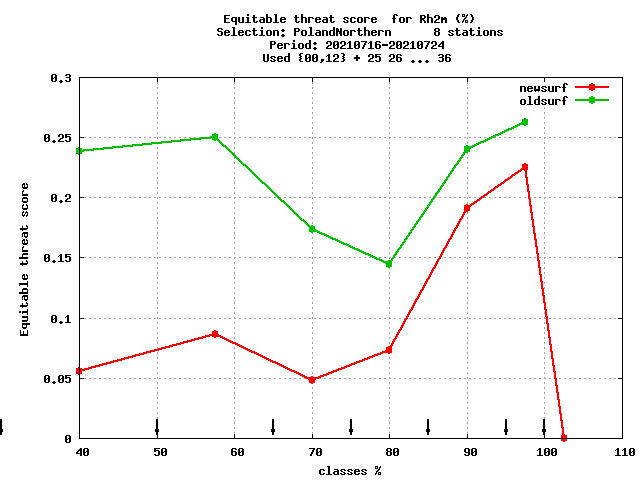 Equitable threat score  for Rh2m (%)
Selection: PolandNorthern      8 stations
Period: 20210716-20210724
Used {00,12} + 25 26 ... 36
newsurf
oldsurf
0.3
0.25
0.2
0.15
0.1
0.05
0
Equitable threat score
40 50 60 70 80 90 100 110
classes %